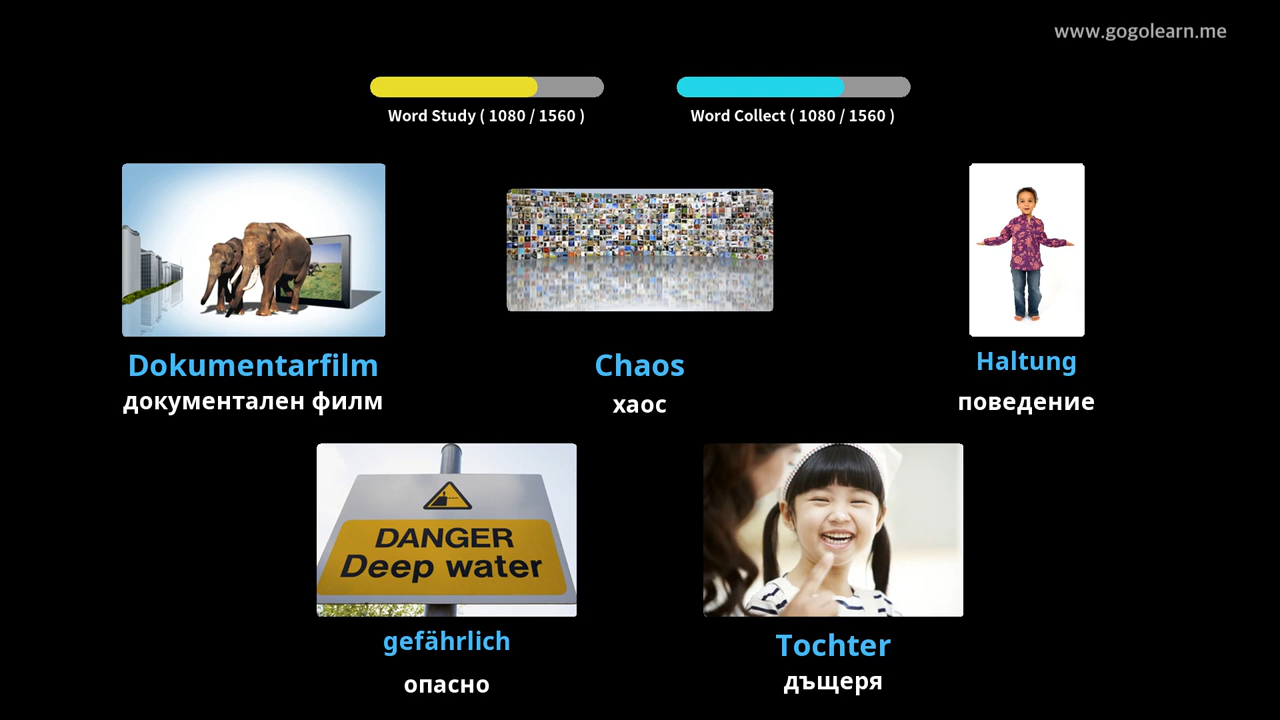 www.gogolearn.me
Word Study ( 1080 / 1560 )
Word Collect ( 1080 / 1560 )
Dokumentarfilm
документален филм
Chaos
хаос
Haltung
поведение
DANGER
Deep water
gefährlich
опасно
Tochter
дъщеря